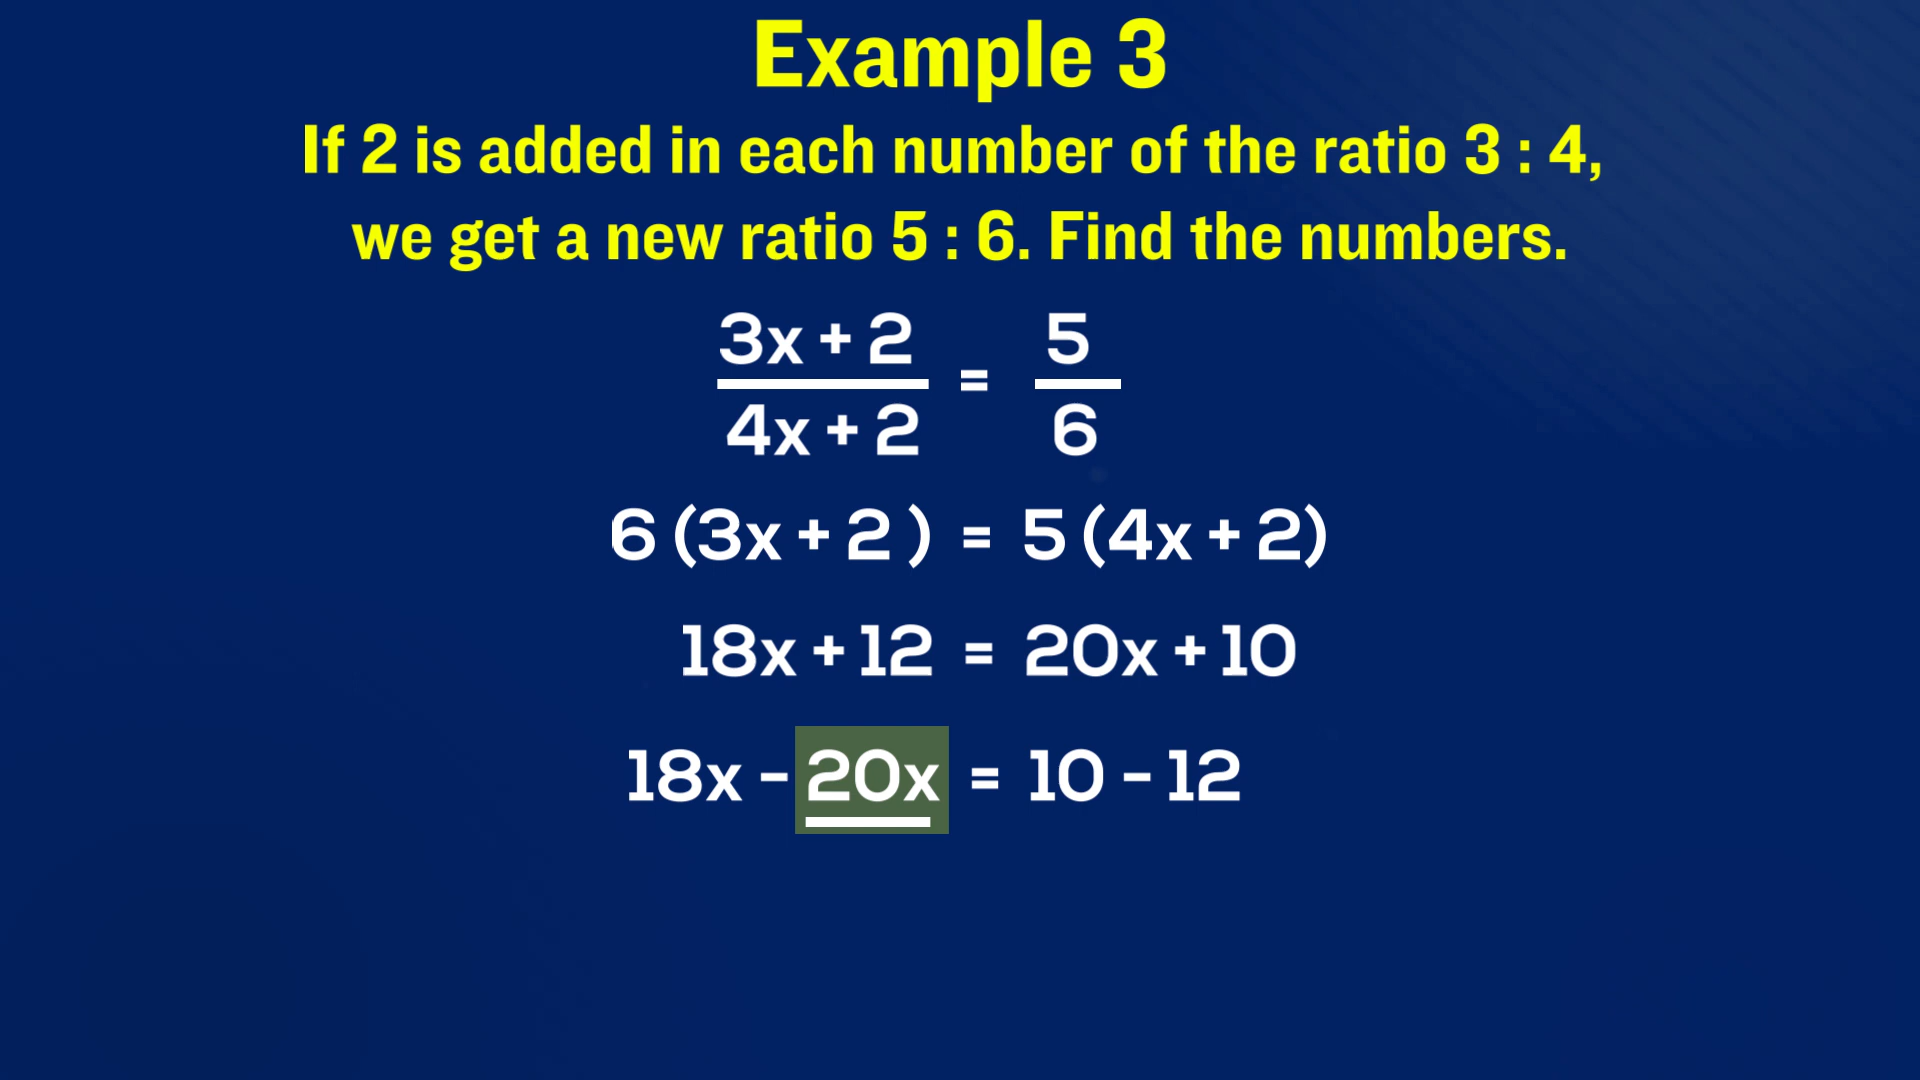 Example 3
If 2 is added in each number of the ratio 3 : 4,
we get a new ratio 5 : 6. Find the numbers.
3x + 2 = 5
4x + 2 6
6 (3x + 2 ) = 5 (4x + 2)
18x + 12 = 20x + 10
18x - 20x = 10 - 12